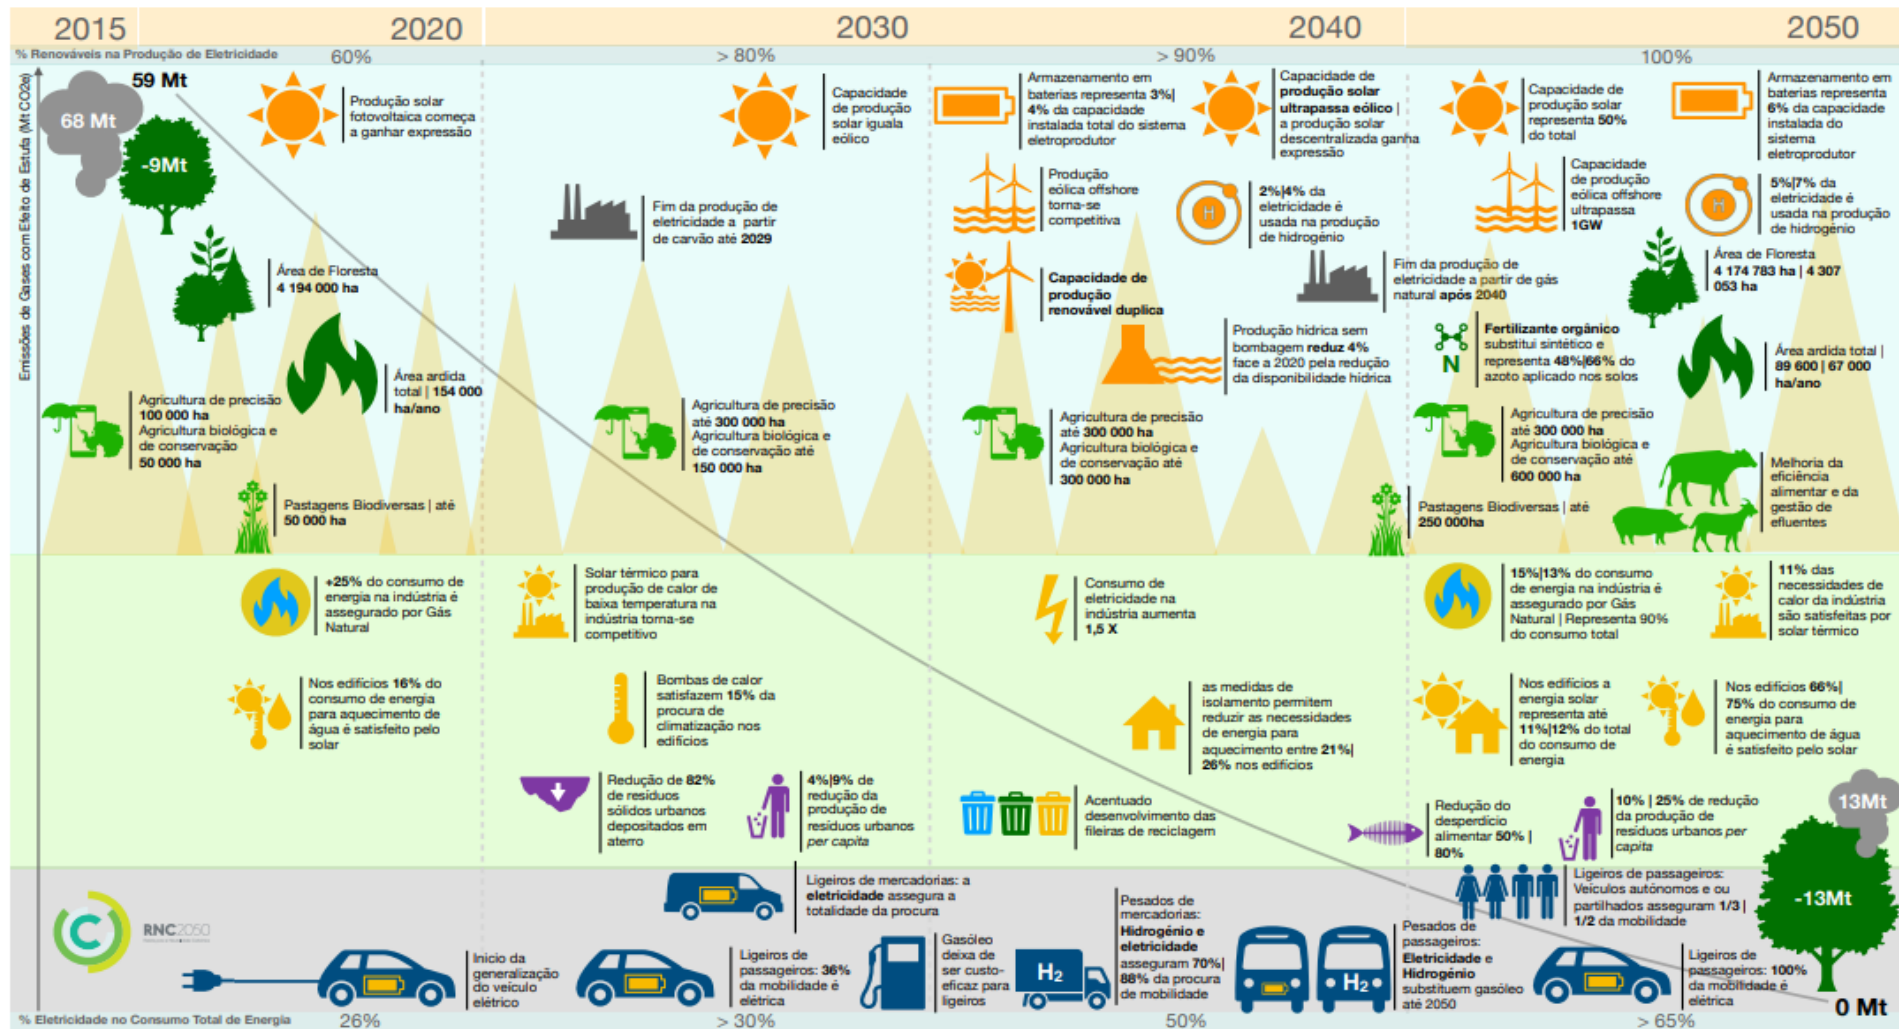 2015
2020
2030
2040
2050
% Renováveis na Produção de Eletricidade
60%
> 80%
> 90%
100%
Emissões de Gases com Efeito de Estufa (Mt CO2e)
68 Mt
59 Mt
-9Mt
Produção solar
fotovoltaica começa
a ganhar expressão
Área de Floresta
4 194 000 ha
Área ardida
total | 154 000
ha/ano
Agricultura de precisão
100 000 ha
Agricultura biológica e
de conservação
50 000 ha
Pastagens Biodiversas | até
50 000 ha
Capacidade
de produção
solar iguala
eólico
Fim da produção de
eletricidade a partir
de carvão até 2029
Agricultura de precisão
até 300 000 ha
Agricultura biológica e
de conservação até
150 000 ha
Armazenamento em
baterias representa 3%|
4% da capacidade
instalada total do sistema
eletroprodutor
Capacidade de
produção solar
ultrapassa eólico |
a produção solar
descentralizada ganha
expressão
Produção
eólica offshore
torna-se
competitiva
H
2%|4% da
eletricidade é
usada na produção
de hidrogénio
Capacidade de
produção
renovável duplica
Fim da produção de
eletricidade a partir de gás
natural após 2040
Produção hídrica sem
bombagem reduz 4%
face a 2020 pela redução
da disponibilidade hídrica
Agricultura de precisão
até 300 000 ha
Agricultura biológica e
de conservação até
300 000 ha
Pastagens Biodiversas | até
250 000ha
Capacidade de
produção solar
representa 50%
do total
Armazenamento em
baterias representa
6% da capacidade
instalada do
sistema
eletroprodutor
Capacidade
de produção
eólica offshore
ultrapassa
1GW
H
5%|7% da
eletricidade é
usada na produção
de hidrogénio
Área de Floresta
4 174 783 ha | 4 307
053 ha
N
Fertilizante orgânico
substitui sintético e
representa 48%|66% do
azoto aplicado nos solos
Área ardida total |
89 600 | 67 000
ha/ano
Agricultura de precisão
até 300 000 ha
Agricultura biológica e
de conservação até
600 000 ha
Melhoria da
eficiência
alimentar e da
gestão de
efluentes
+25% do consumo de
energia na indústria é
assegurado por Gás
Natural
Solar térmico para
produção de calor de
baixa temperatura na
indústria torna-se
competitivo
Consumo de
eletricidade na
indústria aumenta
1,5 X
15%|13% do consumo
de energia na indústria é
assegurado por Gás
Natural | Representa 90%
do consumo total
11% das
necessidades de
calor da indústria
são satisfeitas por
solar térmico
Nos edifícios 16% do
consumo de energia
para aquecimento de
água é satisfeito pelo
solar
Bombas de calor
satisfazem 15% da
procura de
climatização nos
edifícios
as medidas de
isolamento permitem
reduzir as necessidades
de energia para
aquecimento entre 21%|
26% nos edifícios
Nos edifícios a
energia solar
representa até
11%|12% do total
do consumo de
energia
Nos edifícios 66%|
75% do consumo de
energia para
aquecimento de água
é satisfeito pelo solar
Redução de 82%
de resíduos
sólidos urbanos
depositados em
aterro
4%|9% de
redução da
produção de
resíduos urbanos
per capita
Acentuado
desenvolvimento das
fileiras de reciclagem
Redução do
desperdício
alimentar 50% |
80%
10% | 25% de redução
da produção de
resíduos urbanos per
capita
13Mt
-13Mt
0 Mt
C
RNC2050
Início da
generalização
do veículo
elétrico
Ligeiros de mercadorias: a
eletricidade assegura a
totalidade da procura
Ligeiros de
passageiros: 36%
da mobilidade é
elétrica
Gasóleo
deixa de
ser custo-
eficaz para
ligeiros
H2
Pesados de
mercadorias:
Hidrogénio e
eletricidade
asseguram 70%|
88% da procura
de mobilidade
H2
Pesados de
passageiros:
Eletricidade e
Hidrogénio
substituem gasóleo
até 2050
Ligeiros de passageiros:
Veículos autónomos e ou
partilhados asseguram 1/3 |
1/2 da mobilidade
Ligeiros de
passageiros: 100%
da mobilidade é
elétrica
% Eletricidade no Consumo Total de Energia
26%
> 30%
50%
> 65%